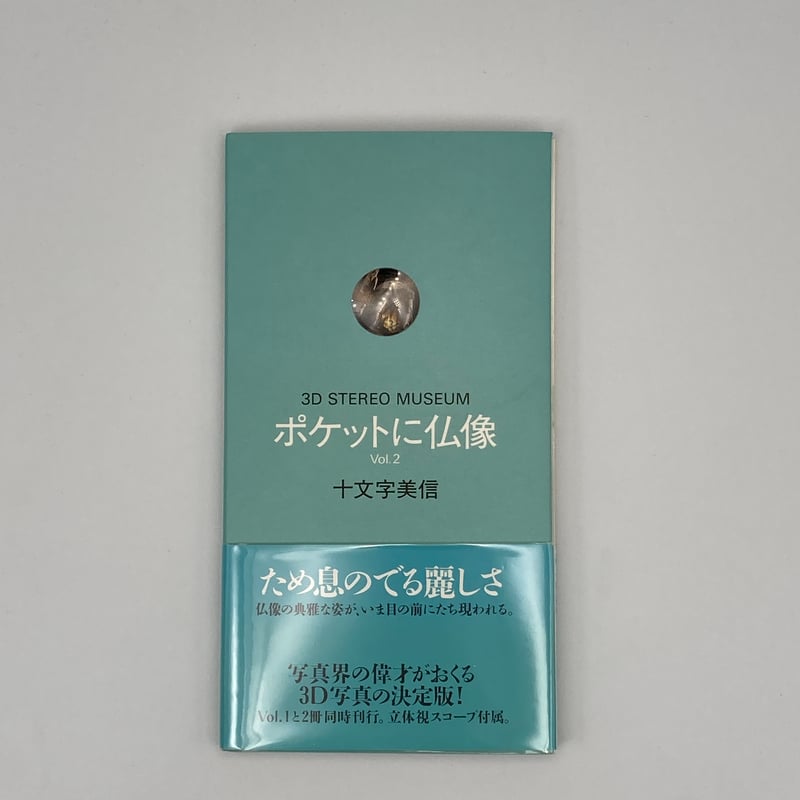 3D STEREO MUSEUM
ポケットに仏像
Vol.2
十文字美信
ため息のでる麗しさ
仏像の典雅な姿が、いま目の前にたち現われる。
写真界の偉才がおくる
3D写真の決定版！
Vol.1と2冊同時刊行。立体視スコープ付属。